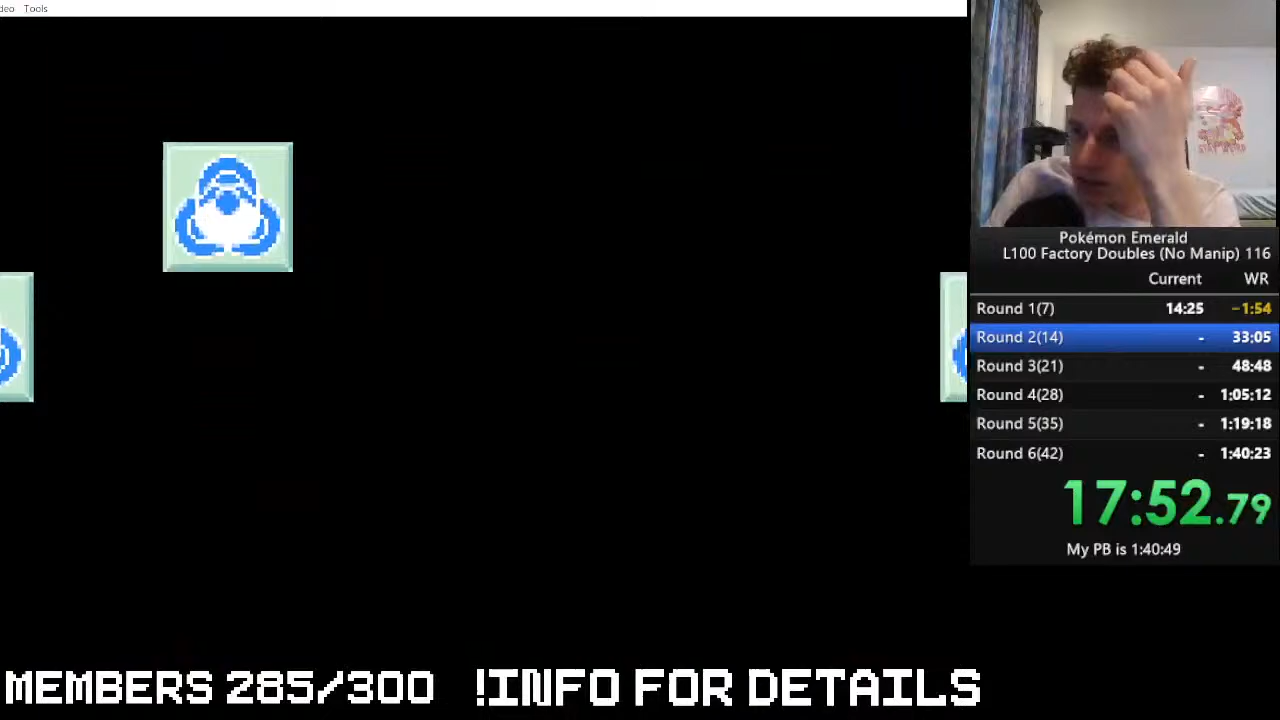 deo Tools
Pokémon Emerald
L100 Factory Doubles (No Manip) 116
Current WR
Round 1(7) 14:25 −1:54
Round 2(14) - 33:05
Round 3(21) - 48:48
Round 4(28) - 1:05:12
Round 5(35) - 1:19:18
Round 6(42) - 1:40:23
17:52.79
My PB is 1:40:49
MEMBERS 285/300 !INFO FOR DETAILS